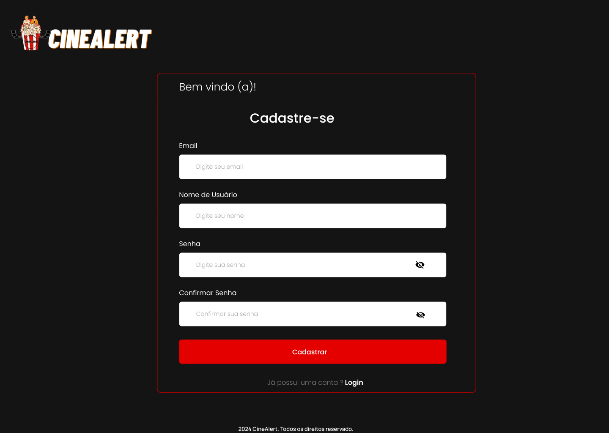 CINEALERT
Bem vindo (a)!
Cadastre-se
Email
Digite seu email
Nome de Usuário
Digite seu nome
Senha
Digite sua senha
Confirmar Senha
Confirmar sua senha
Cadastrar
Já possui uma conta ? Login
2024 CineAlert. Todos os direitos reservado.